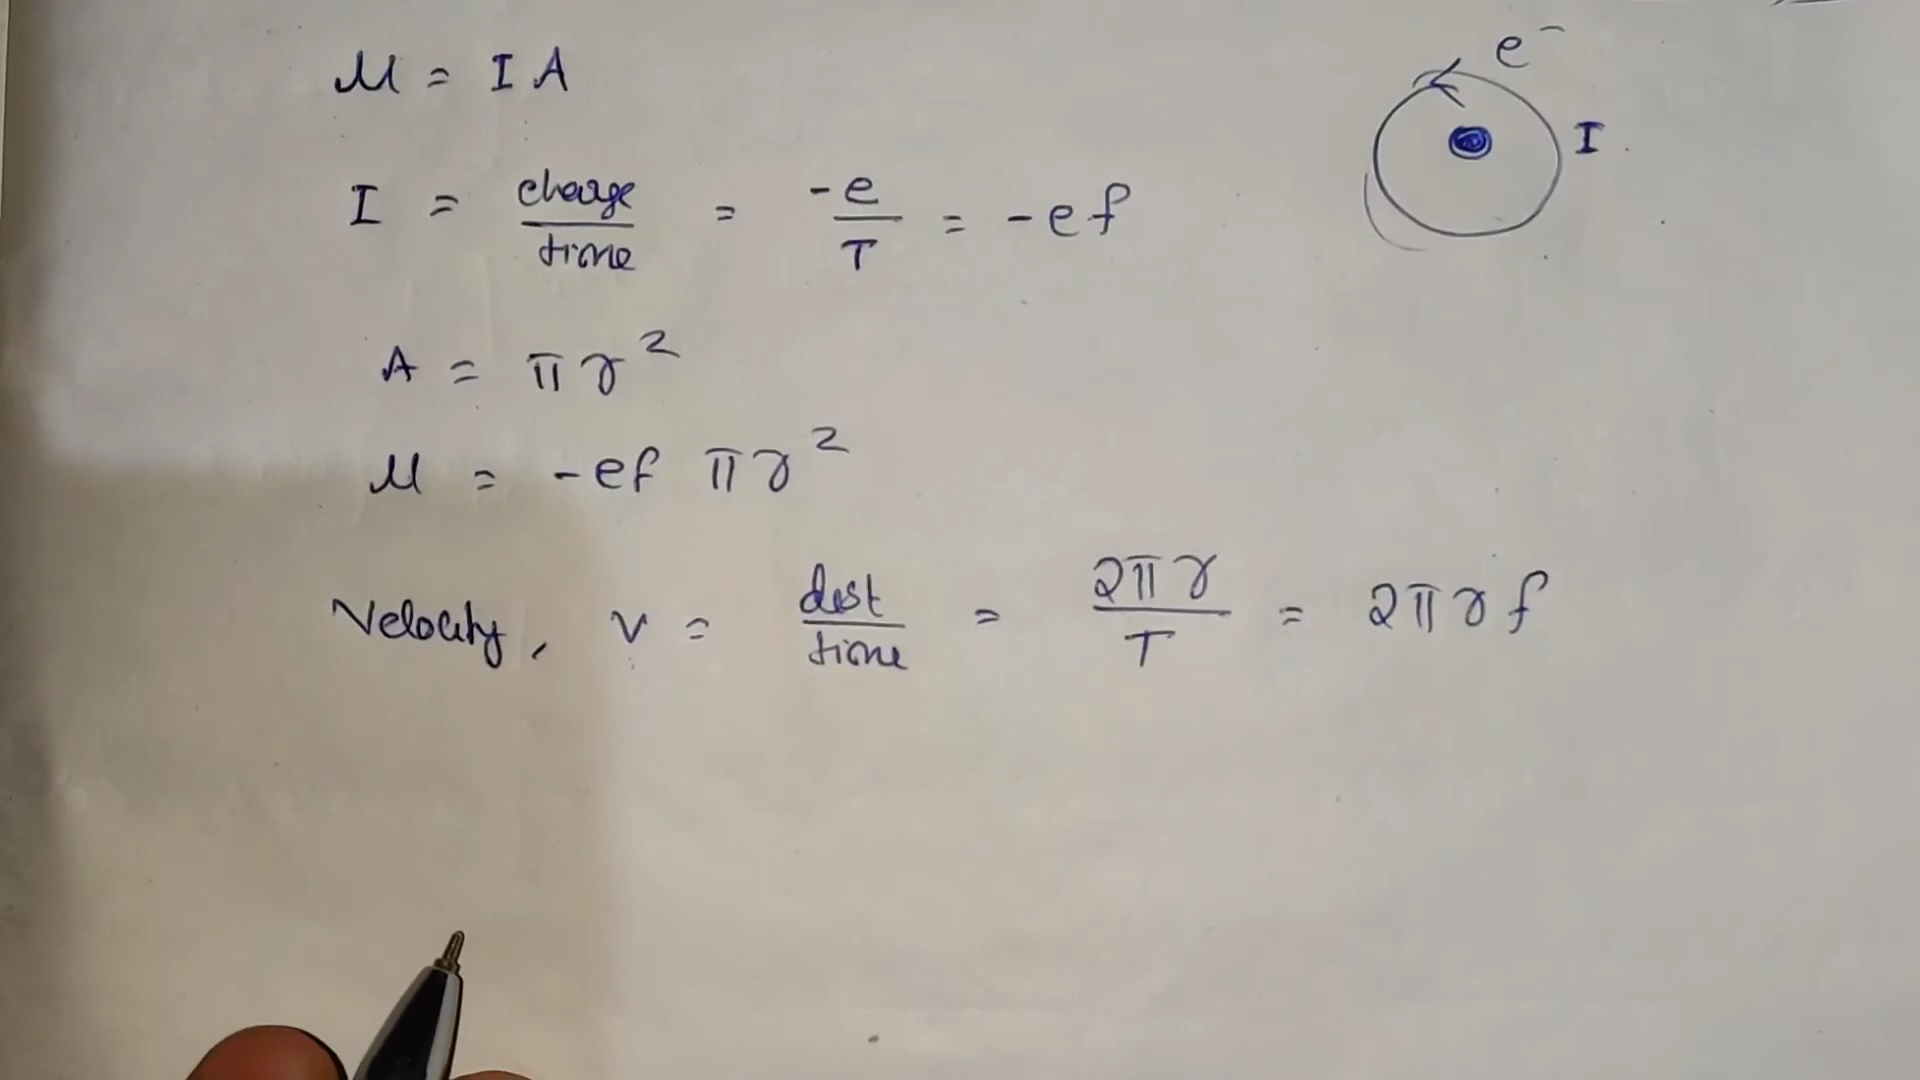 M = I A
e⁻
I
I = charge/time = -e/T = -ef
A = πr²
M = -ef πr²
Velocity, v = dist/time = 2πr/T = 2πrf